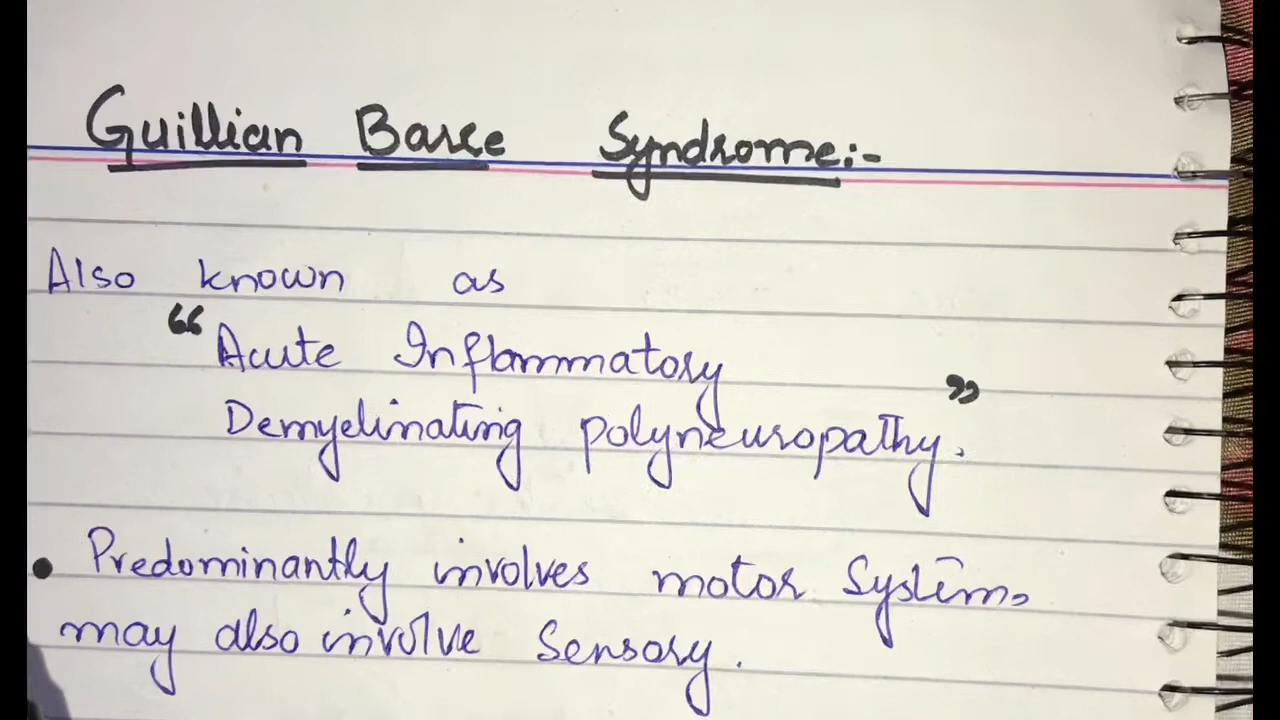 Guillian Barre Syndrome:-
Also known as
“Acute Inflammatory
Demyelinating polyneuropathy.”
• Predominantly involves motor System,
may also involve Sensory.